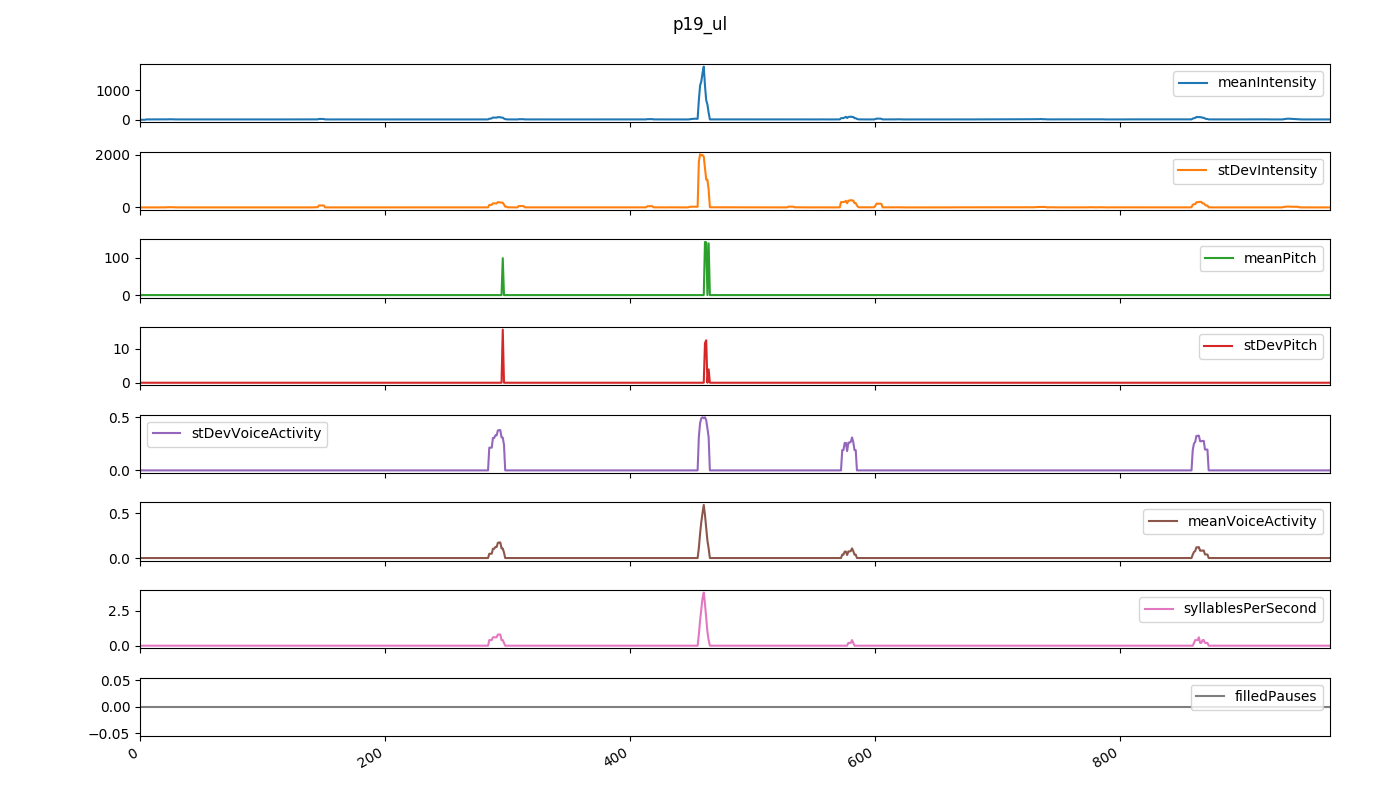 p19_ul
1000
0
meanIntensity
2000
0
stDevIntensity
100
0
meanPitch
10
0
stDevPitch
0.5
0.0
stDevVoiceActivity
0.5
0.0
meanVoiceActivity
2.5
0.0
syllablesPerSecond
0.05
0.00
−0.05
filledPauses
0 200 400 600 800